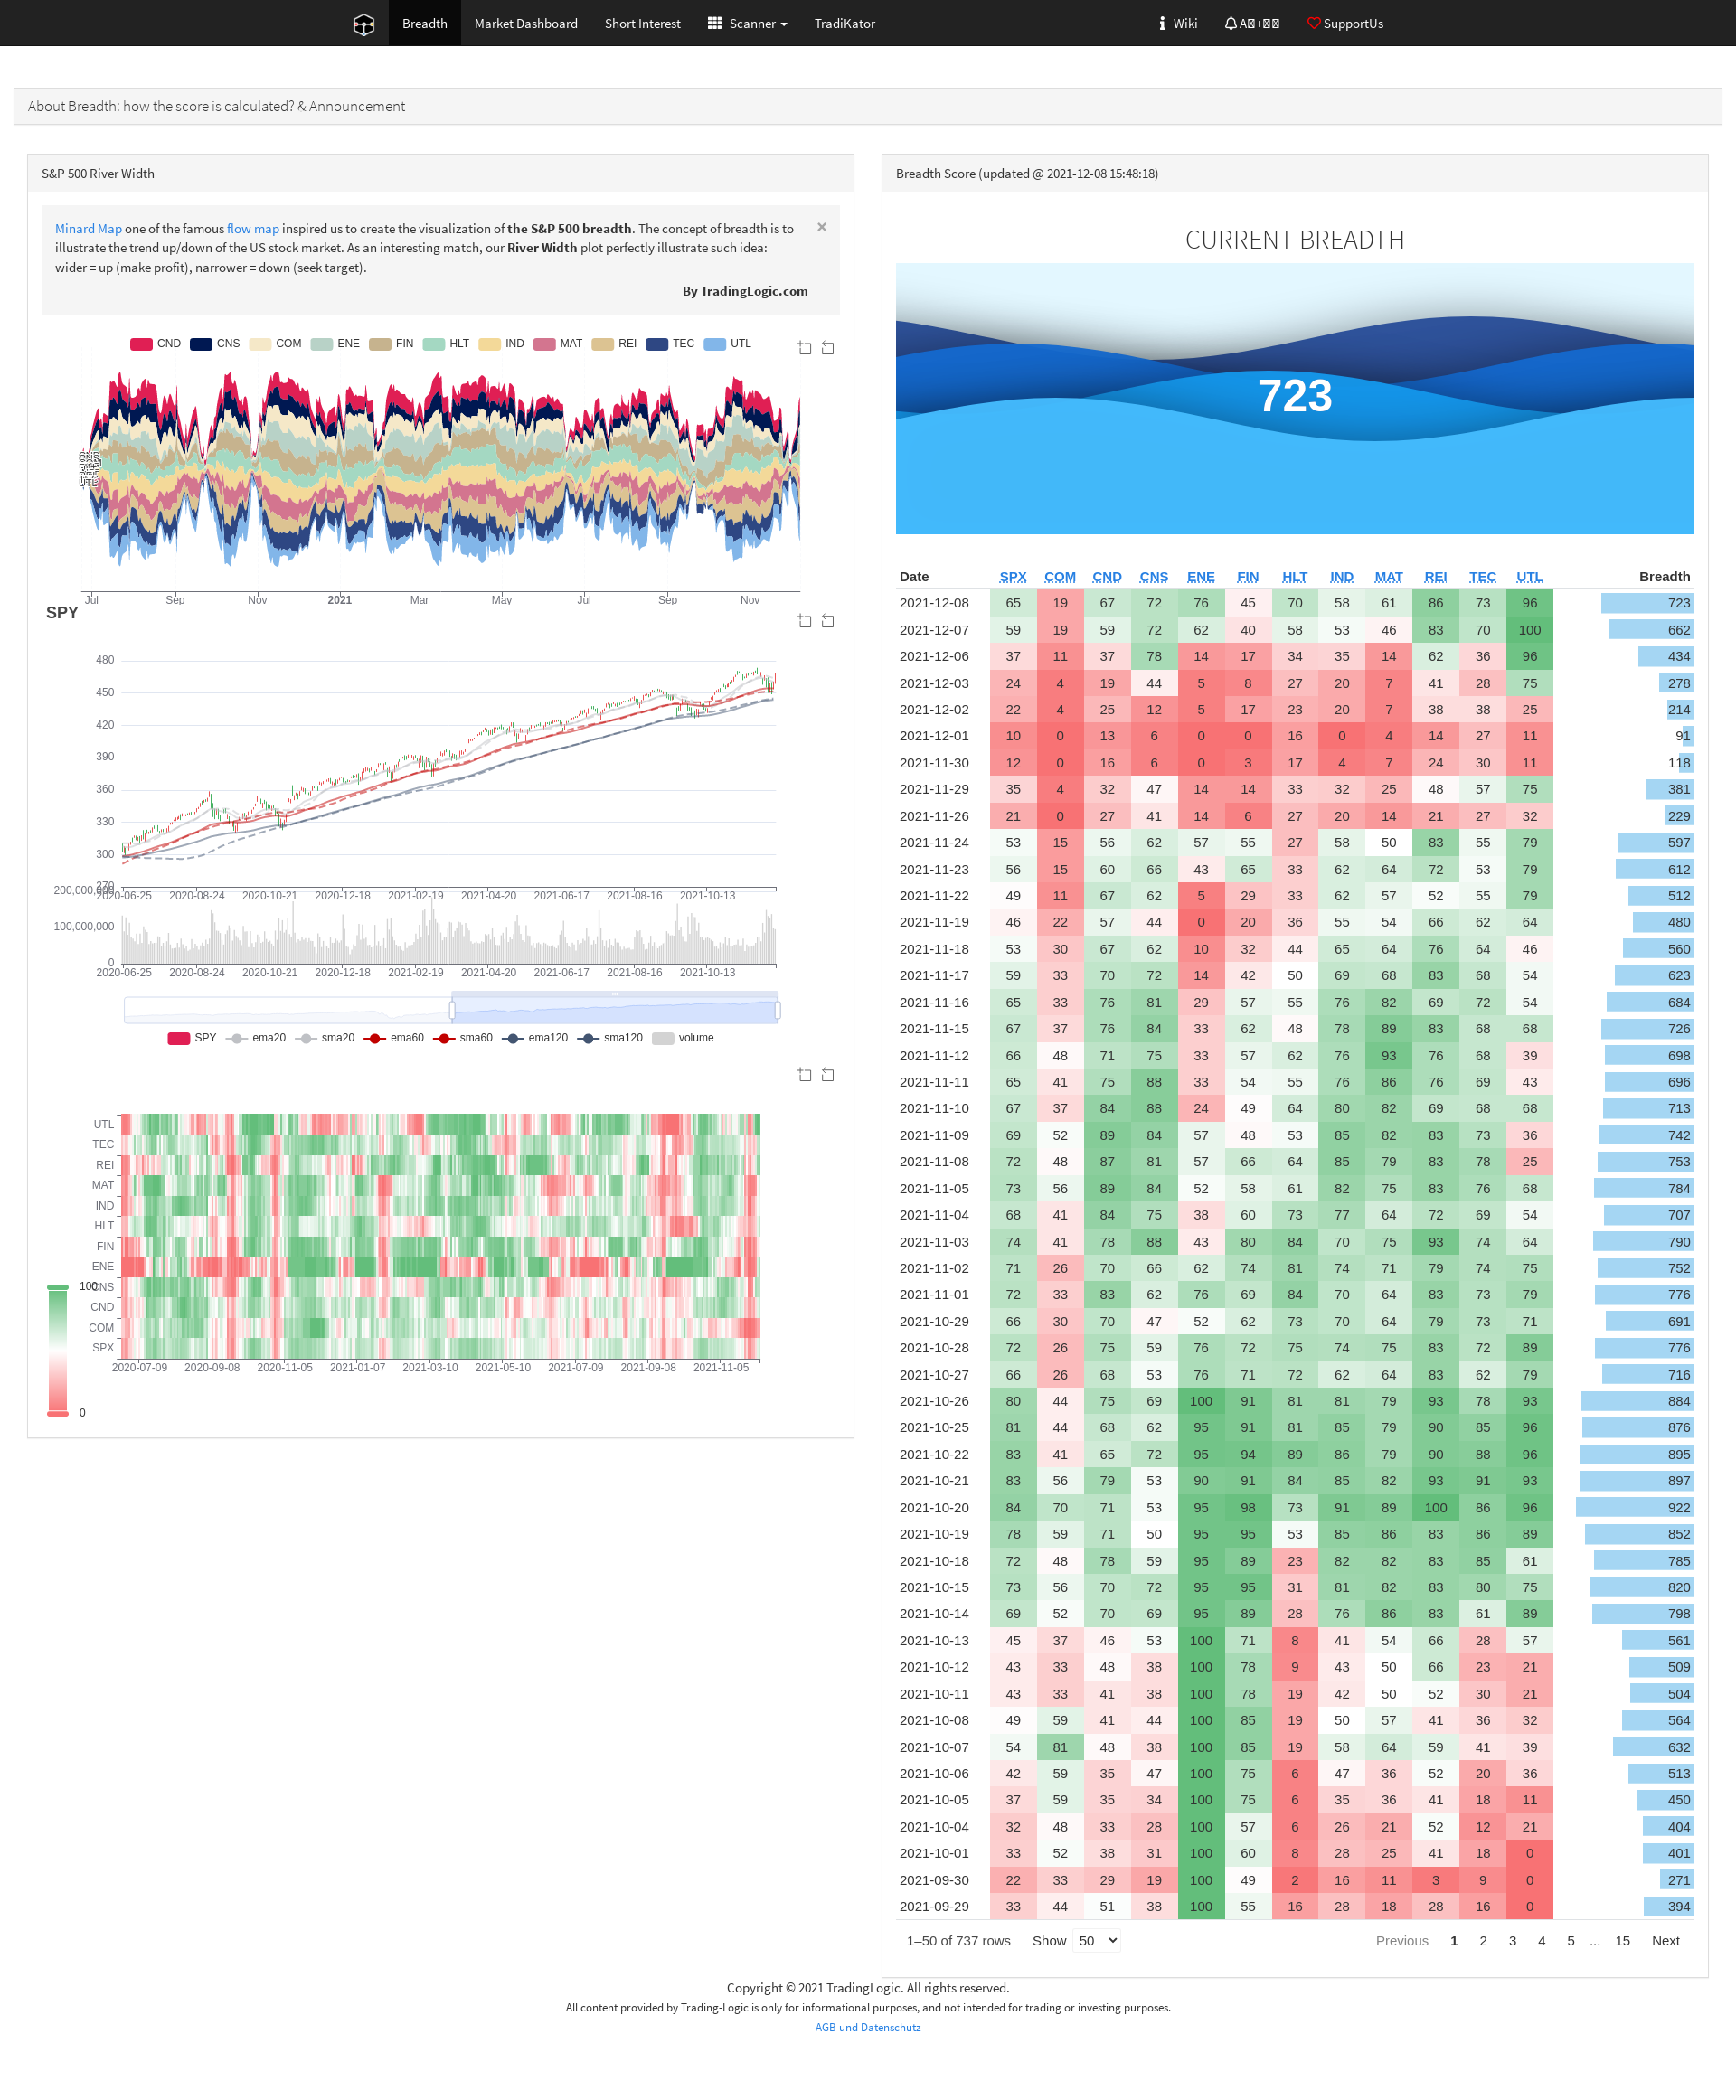 Breadth Market Dashboard Short Interest Scanner TradiKator Wiki SupportUs
About Breadth: how the score is calculated? & Announcement
S&P 500 River Width
Minard Map one of the famous flow map inspired us to create the visualization of the S&P 500 breadth. The concept of breadth is to
illustrate the trend up/down of the US stock market. As an interesting match, our River Width plot perfectly illustrate such idea:
wider = up (make profit), narrower = down (seek target).
×
By TradingLogic.com
CND CNS COM ENE FIN HLT IND MAT REI TEC UTL
UTL
Jul Sep Nov 2021 Mar May Jul Sep Nov
SPY
480
450
420
390
360
330
300
270
2020-06-25 2020-08-24 2020-10-21 2020-12-18 2021-02-19 2021-04-20 2021-06-17 2021-08-16 2021-10-13
200,000,000
100,000,000
0
2020-06-25 2020-08-24 2020-10-21 2020-12-18 2021-02-19 2021-04-20 2021-06-17 2021-08-16 2021-10-13
SPY ema20 sma20 ema60 sma60 ema120 sma120 volume
UTL
TEC
REI
MAT
IND
HLT
FIN
ENE
CNS
CND
COM
SPX
2020-07-09 2020-09-08 2020-11-05 2021-01-07 2021-03-10 2021-05-10 2021-07-09 2021-09-08 2021-11-05
100
0
Breadth Score (updated @ 2021-12-08 15:48:18)
CURRENT BREADTH
723
Date SPX COM CND CNS ENE FIN HLT IND MAT REI TEC UTL Breadth
2021-12-08 65 19 67 72 76 45 70 58 61 86 73 96 723
2021-12-07 59 19 59 72 62 40 58 53 46 83 70 100 662
2021-12-06 37 11 37 78 14 17 34 35 14 62 36 96 434
2021-12-03 24 4 19 44 5 8 27 20 7 41 28 75 278
2021-12-02 22 4 25 12 5 17 23 20 7 38 38 25 214
2021-12-01 10 0 13 6 0 0 16 0 4 14 27 11 91
2021-11-30 12 0 16 6 0 3 17 4 7 24 30 11 118
2021-11-29 35 4 32 47 14 14 33 32 25 48 57 75 381
2021-11-26 21 0 27 41 14 6 27 20 14 21 27 32 229
2021-11-24 53 15 56 62 57 55 27 58 50 83 55 79 597
2021-11-23 56 15 60 66 43 65 33 62 64 72 53 79 612
2021-11-22 49 11 67 62 5 29 33 62 57 52 55 79 512
2021-11-19 46 22 57 44 0 20 36 55 54 66 62 64 480
2021-11-18 53 30 67 62 10 32 44 65 64 76 64 46 560
2021-11-17 59 33 70 72 14 42 50 69 68 83 68 54 623
2021-11-16 65 33 76 81 29 57 55 76 82 69 72 54 684
2021-11-15 67 37 76 84 33 62 48 78 89 83 68 68 726
2021-11-12 66 48 71 75 33 57 62 76 93 76 68 39 698
2021-11-11 65 41 75 88 33 54 55 76 86 76 69 43 696
2021-11-10 67 37 84 88 24 49 64 80 82 69 68 68 713
2021-11-09 69 52 89 84 57 48 53 85 82 83 73 36 742
2021-11-08 72 48 87 81 57 66 64 85 79 83 78 25 753
2021-11-05 73 56 89 84 52 58 61 82 75 83 76 68 784
2021-11-04 68 41 84 75 38 60 73 77 64 72 69 54 707
2021-11-03 74 41 78 88 43 80 84 70 75 93 74 64 790
2021-11-02 71 26 70 66 62 74 81 74 71 79 74 75 752
2021-11-01 72 33 83 62 76 69 84 70 64 83 73 79 776
2021-10-29 66 30 70 47 52 62 73 70 64 79 73 71 691
2021-10-28 72 26 75 59 76 72 75 74 75 83 72 89 776
2021-10-27 66 26 68 53 76 71 72 62 64 83 62 79 716
2021-10-26 80 44 75 69 100 91 81 81 79 93 78 93 884
2021-10-25 81 44 68 62 95 91 81 85 79 90 85 96 876
2021-10-22 83 41 65 72 95 94 89 86 79 90 88 96 895
2021-10-21 83 56 79 53 90 91 84 85 82 93 91 93 897
2021-10-20 84 70 71 53 95 98 73 91 89 100 86 96 922
2021-10-19 78 59 71 50 95 95 53 85 86 83 86 89 852
2021-10-18 72 48 78 59 95 89 23 82 82 83 85 61 785
2021-10-15 73 56 70 72 95 95 31 81 82 83 80 75 820
2021-10-14 69 52 70 69 95 89 28 76 86 83 61 89 798
2021-10-13 45 37 46 53 100 71 8 41 54 66 28 57 561
2021-10-12 43 33 48 38 100 78 9 43 50 66 23 21 509
2021-10-11 43 33 41 38 100 78 19 42 50 52 30 21 504
2021-10-08 49 59 41 44 100 85 19 50 57 41 36 32 564
2021-10-07 54 81 48 38 100 85 19 58 64 59 41 39 632
2021-10-06 42 59 35 47 100 75 6 47 36 52 20 36 513
2021-10-05 37 59 35 34 100 75 6 35 36 41 18 11 450
2021-10-04 32 48 33 28 100 57 6 26 21 52 12 21 404
2021-10-01 33 52 38 31 100 60 8 28 25 41 18 0 401
2021-09-30 22 33 29 19 100 49 2 16 11 3 9 0 271
2021-09-29 33 44 51 38 100 55 16 28 18 28 16 0 394
1–50 of 737 rows Show 50 Previous 1 2 3 4 5 ... 15 Next
Copyright © 2021 TradingLogic. All rights reserved.
All content provided by Trading-Logic is only for informational purposes, and not intended for trading or investing purposes.
AGB und Datenschutz